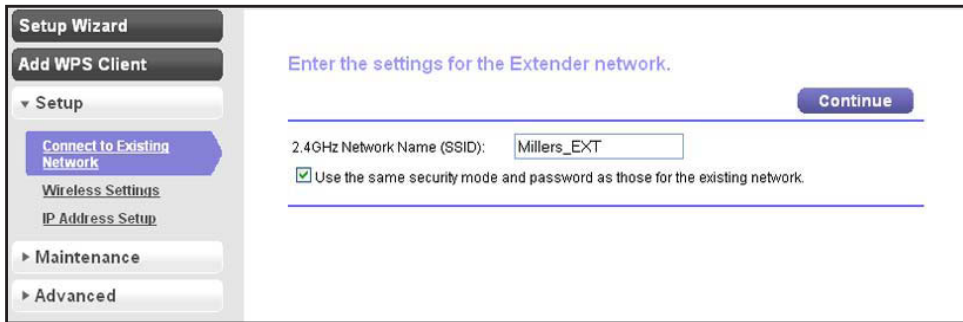 Setup Wizard
Add WPS Client
Setup
Connect to Existing
Network
Wireless Settings
IP Address Setup
Maintenance
Advanced
Enter the settings for the Extender network.
Continue
2.4GHz Network Name (SSID): Millers_EXT
Use the same security mode and password as those for the existing network.